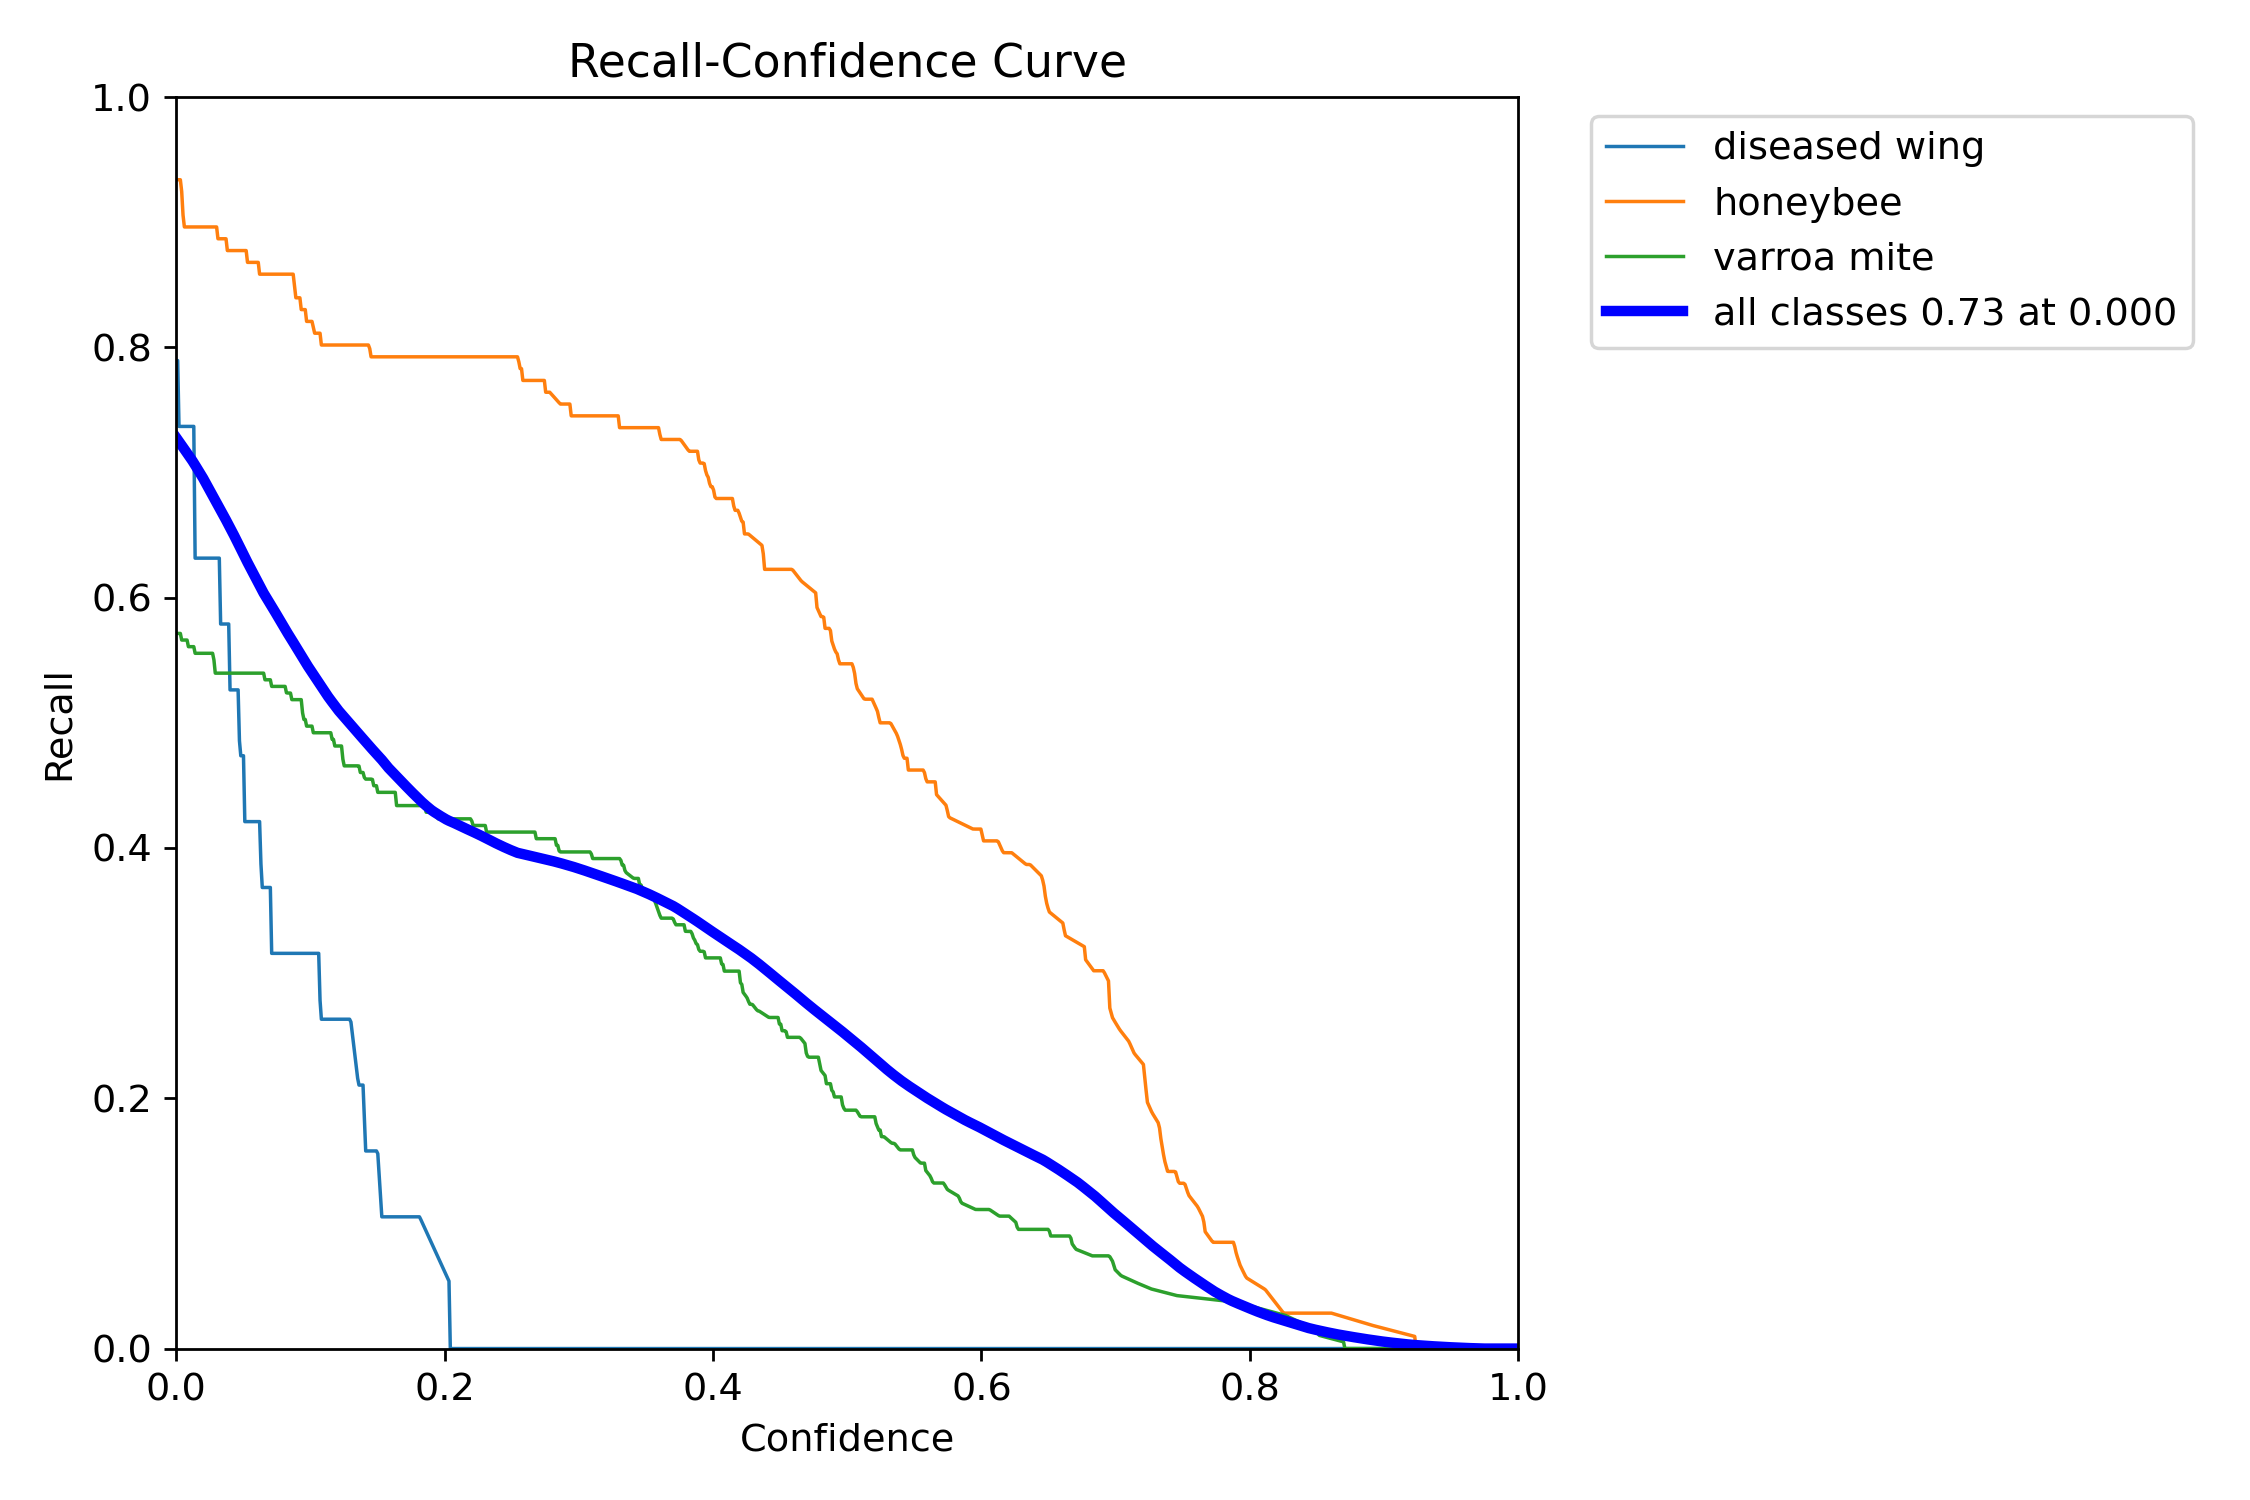 Recall-Confidence Curve
1.0
0.8
0.6
0.4
0.2
0.0
Recall
0.0 0.2 0.4 0.6 0.8 1.0
Confidence
diseased wing
honeybee
varroa mite
all classes 0.73 at 0.000